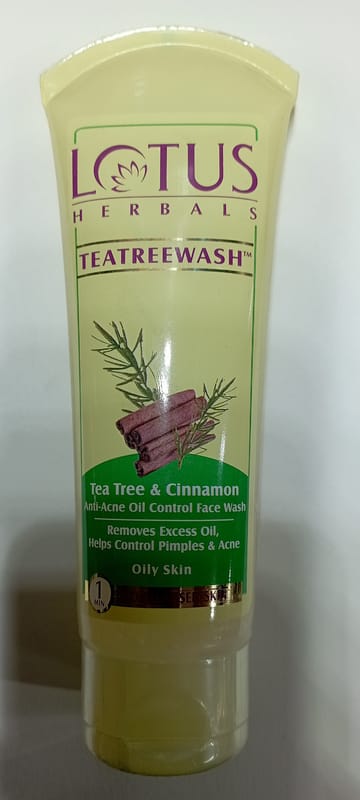 LOTUS
HERBALS
TEATREEWASH™
Tea Tree & Cinnamon
Anti-Acne Oil Control Face Wash
Removes Excess Oil,
Helps Control Pimples & Acne
Oily Skin
1
MIN